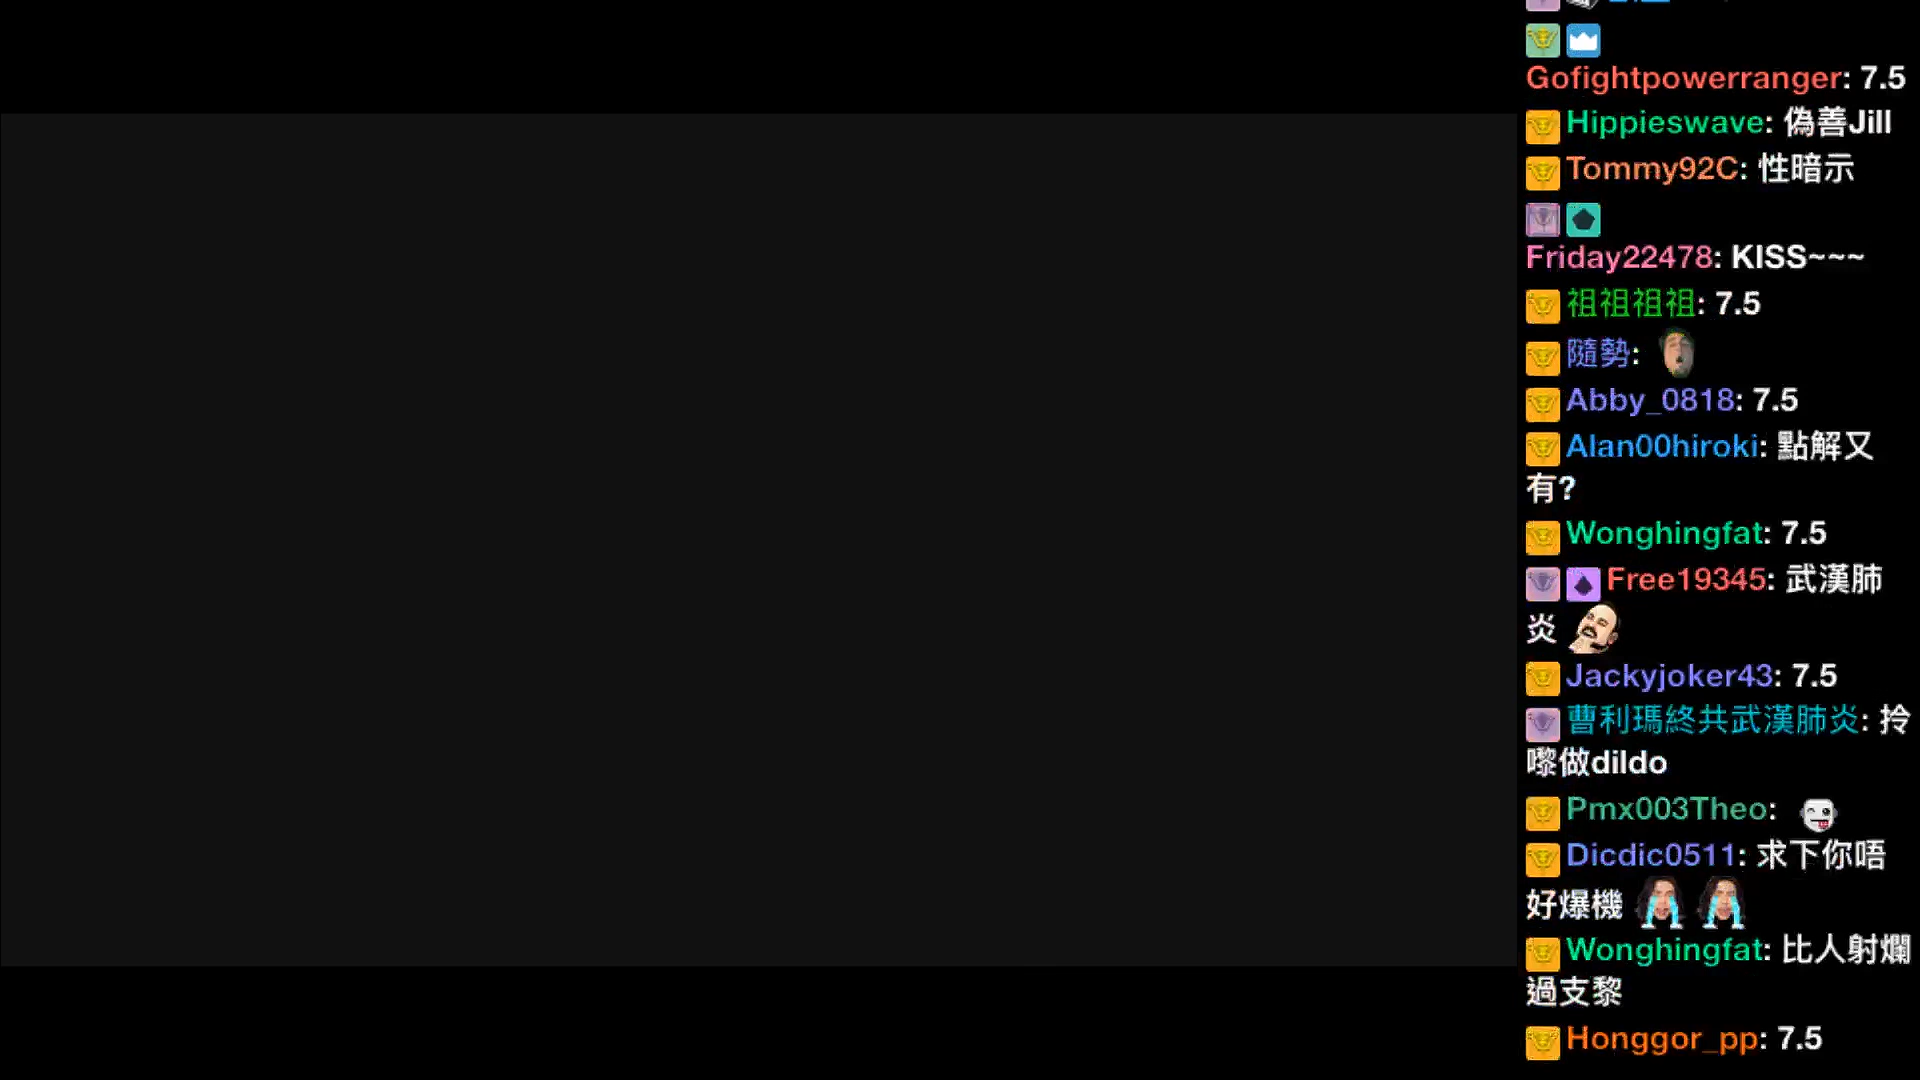 Gofightpowerranger: 7.5
Hippieswave: 偽善Jill
Tommy92C: 性暗示
Friday22478: KISS~~~
祖祖祖祖: 7.5
隨勢:
Abby_0818: 7.5
Alan00hiroki: 點解又
有?
Wonghingfat: 7.5
Free19345: 武漢肺
炎
Jackyjoker43: 7.5
曹利瑪終共武漢肺炎: 拎
嚟做dildo
Pmx003Theo:
Dicdic0511: 求下你唔
好爆機
Wonghingfat: 比人射爛
過支黎
Honggor_pp: 7.5